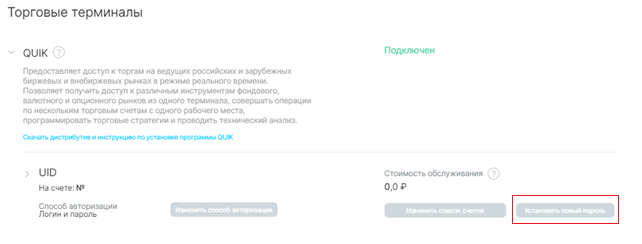 Торговые терминалы
QUIK ?
Подключен
Предоставляет доступ к торгам на ведущих российских и зарубежных
биржевых и внебиржевых рынках в режиме реального времени.
Позволяет получить доступ к различным инструментам фондового,
валютного и опционного рынков из одного терминала, совершать операции
по нескольким торговым счетам с одного рабочего места,
программировать торговые стратегии и проводить технический анализ.
Скачать дистрибутив и инструкцию по установке программы QUIK
UID
На счете: №
Стоимость обслуживания ?
0,0 ₽
Способ авторизации
Логин и пароль
Изменить способ авторизации
Изменить список счетов
Установить новый пароль